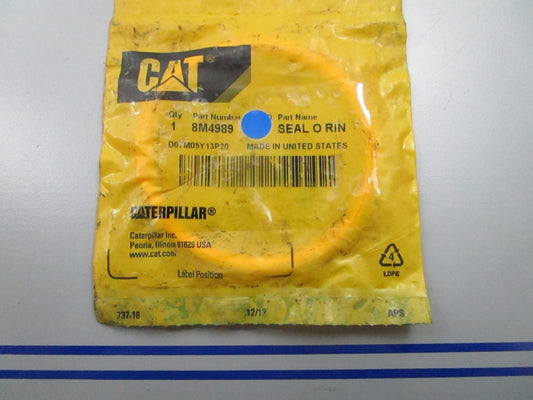 CAT
Qty Part Number Part Name
1 8M4989 SEAL O RIN
D07M05Y13P20 MADE IN UNITED STATES
CATERPILLAR®
Caterpillar Inc.
Peoria, Illinois 61629 USA
www.cat.com
Label Position
4
LDPE
737-16 12/12 APS